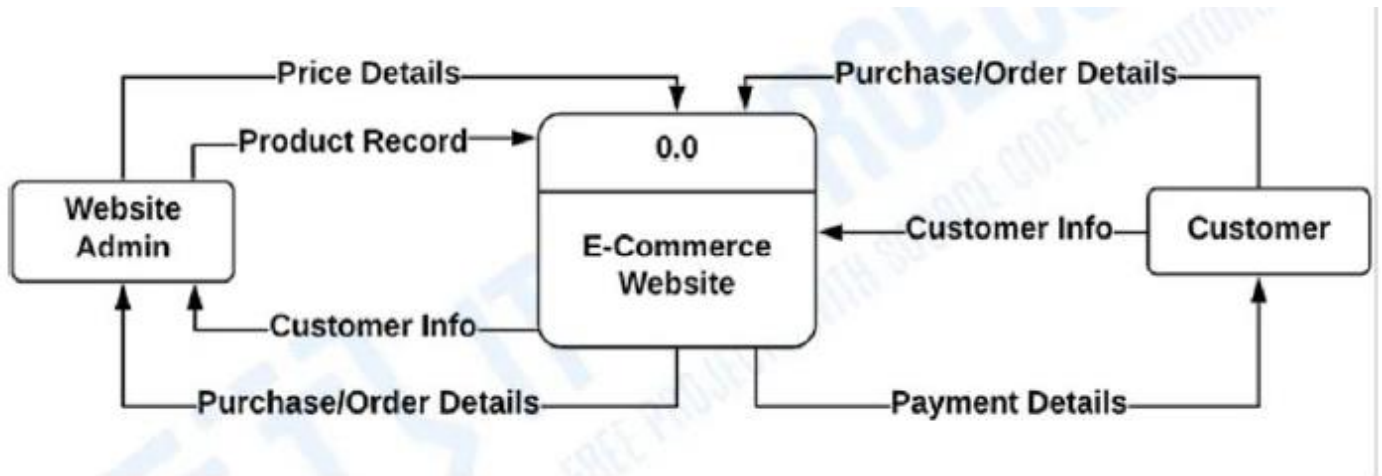 Price Details
Purchase/Order Details
Product Record
0.0
Website
Admin
E-Commerce
Website
Customer Info
Customer
Customer Info
Purchase/Order Details
Payment Details